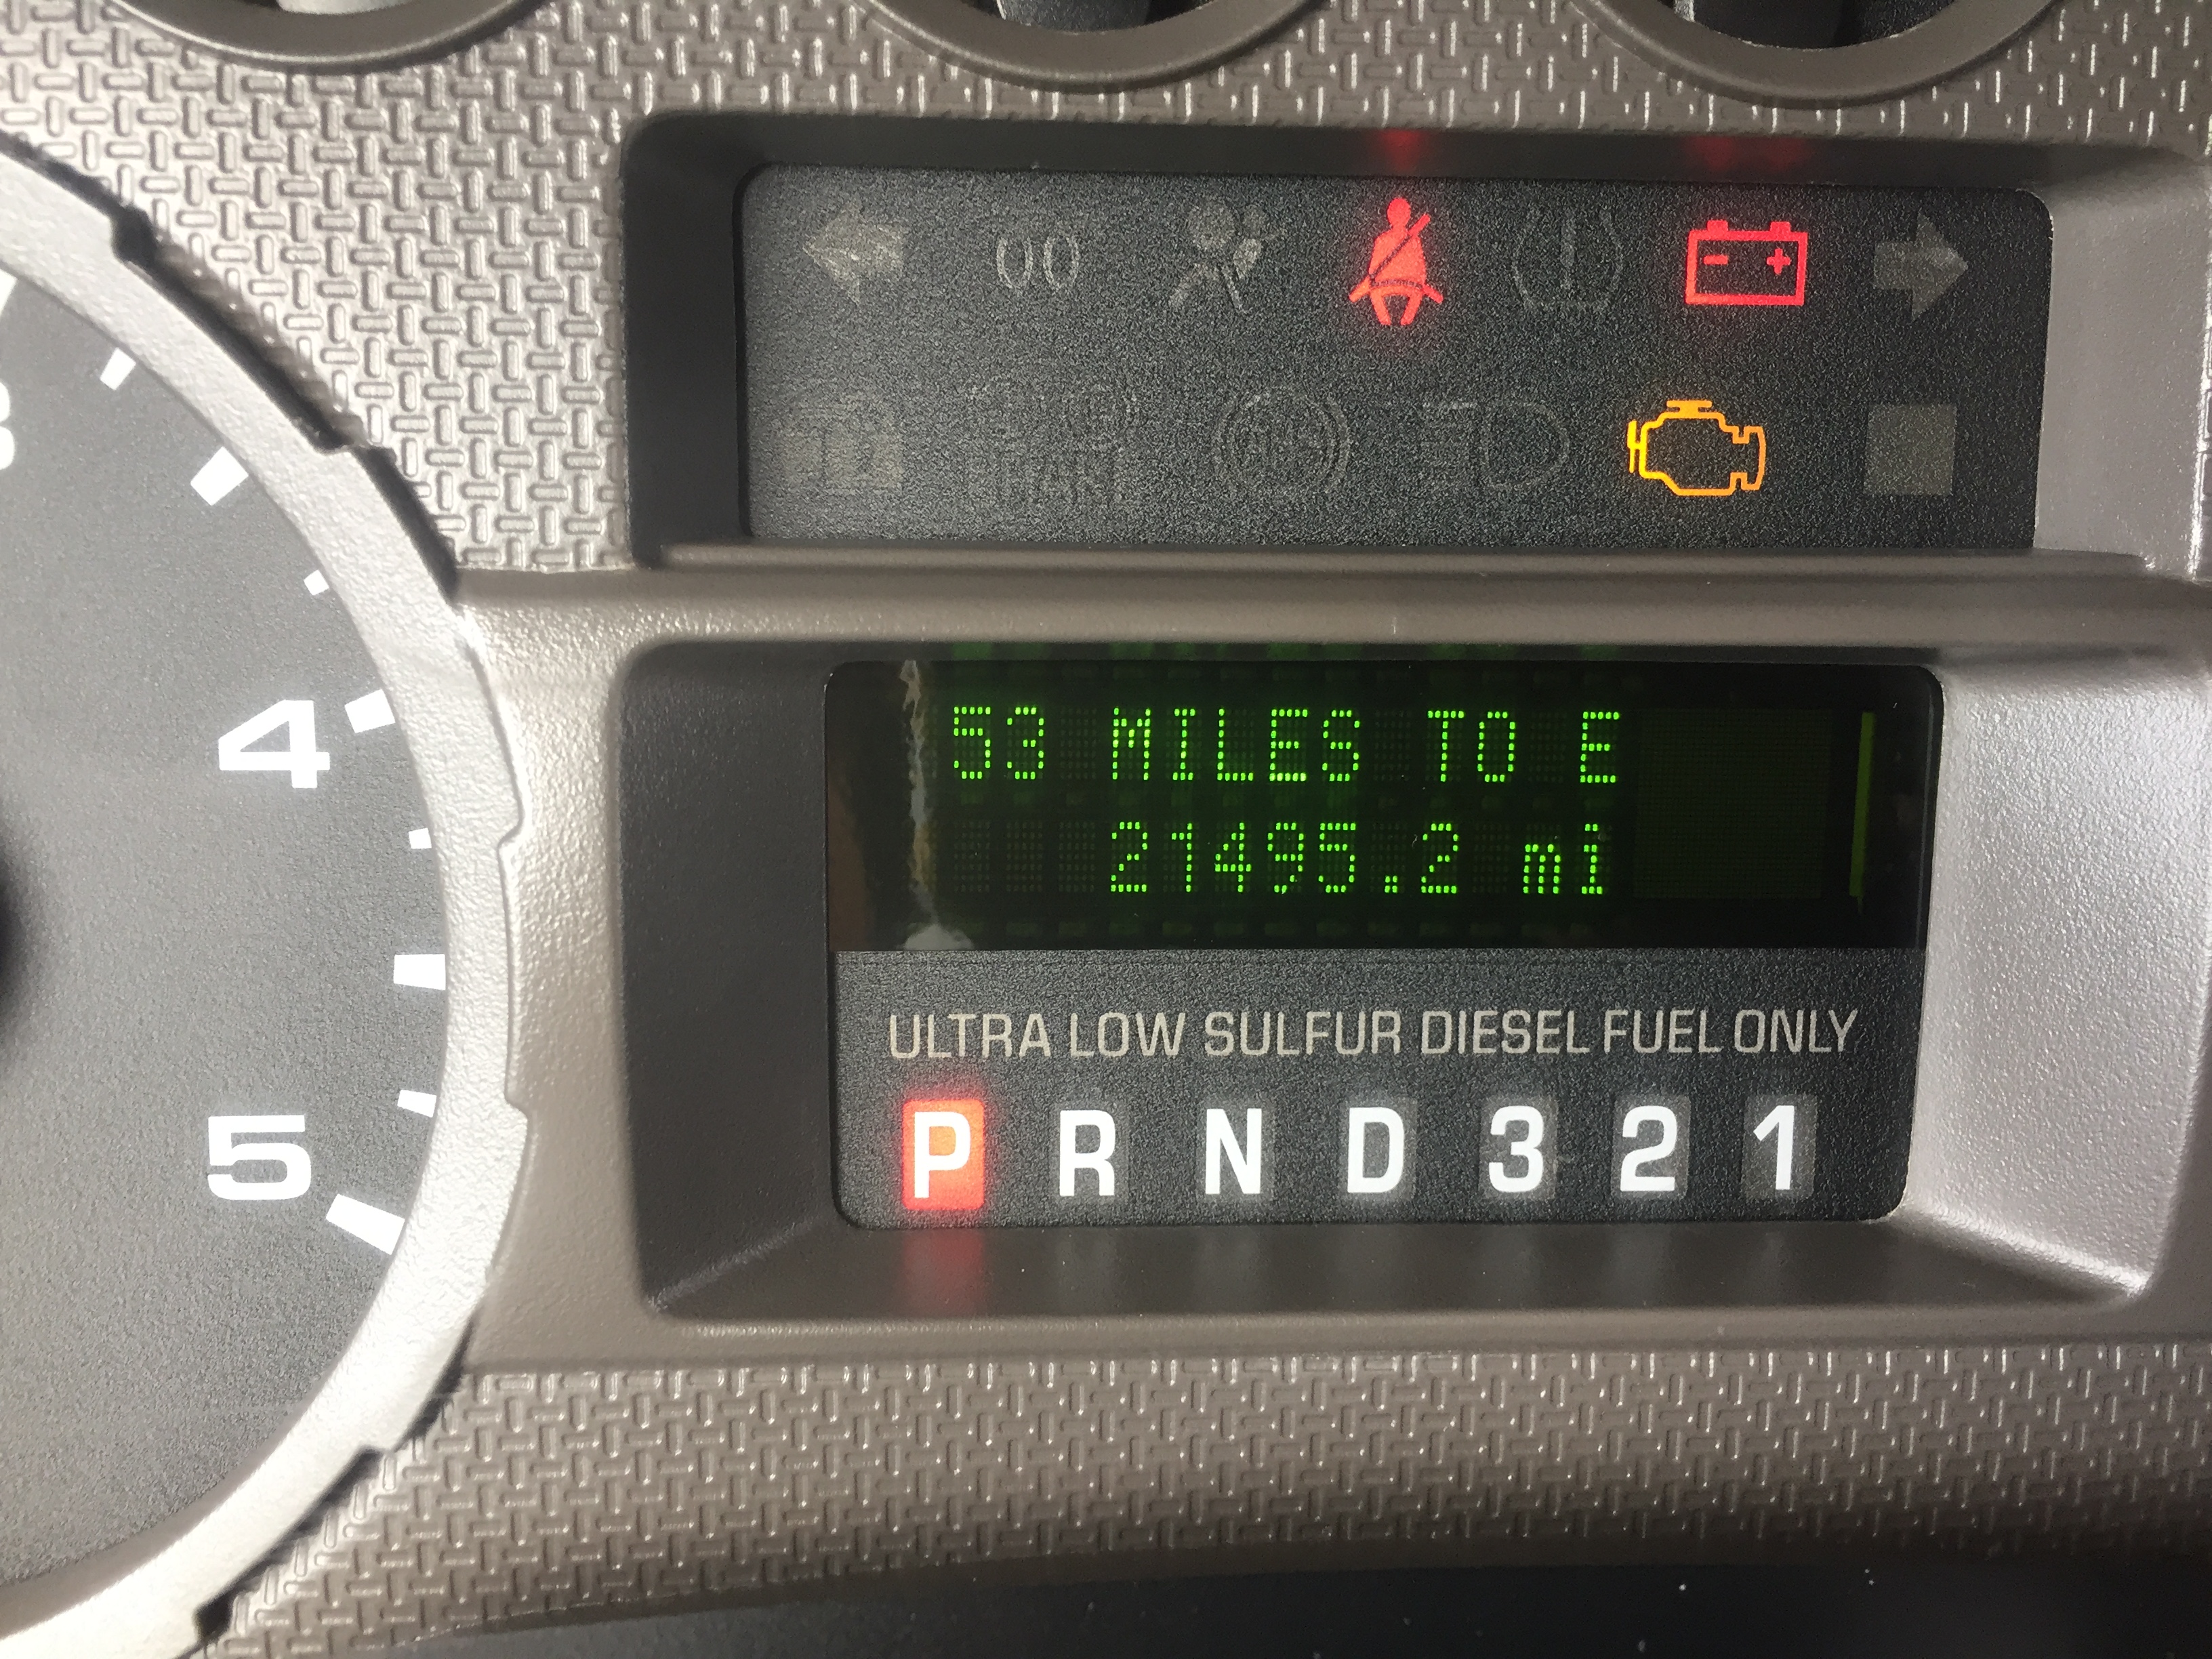 53 MILES TO E
21495.2 mi
ULTRA LOW SULFUR DIESEL FUEL ONLY
P R N D 3 2 1
4
5